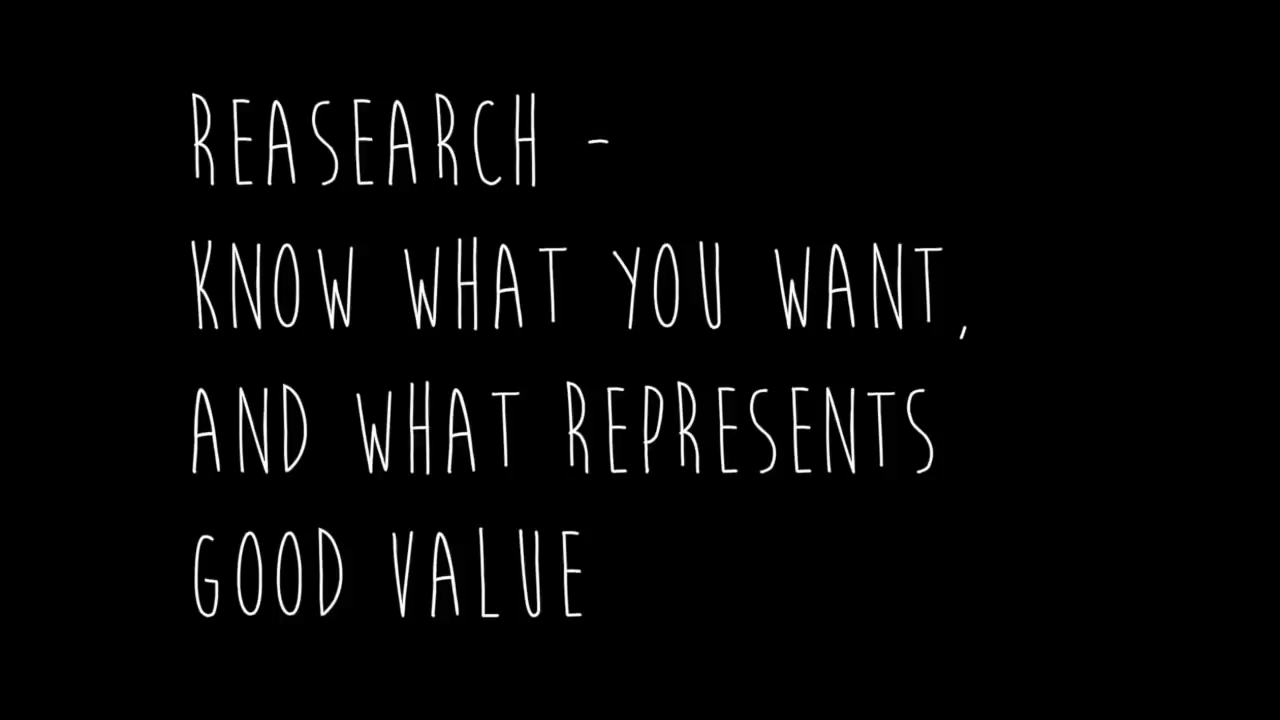 REASEARCH -
KNOW WHAT YOU WANT,
AND WHAT REPRESENTS
GOOD VALUE